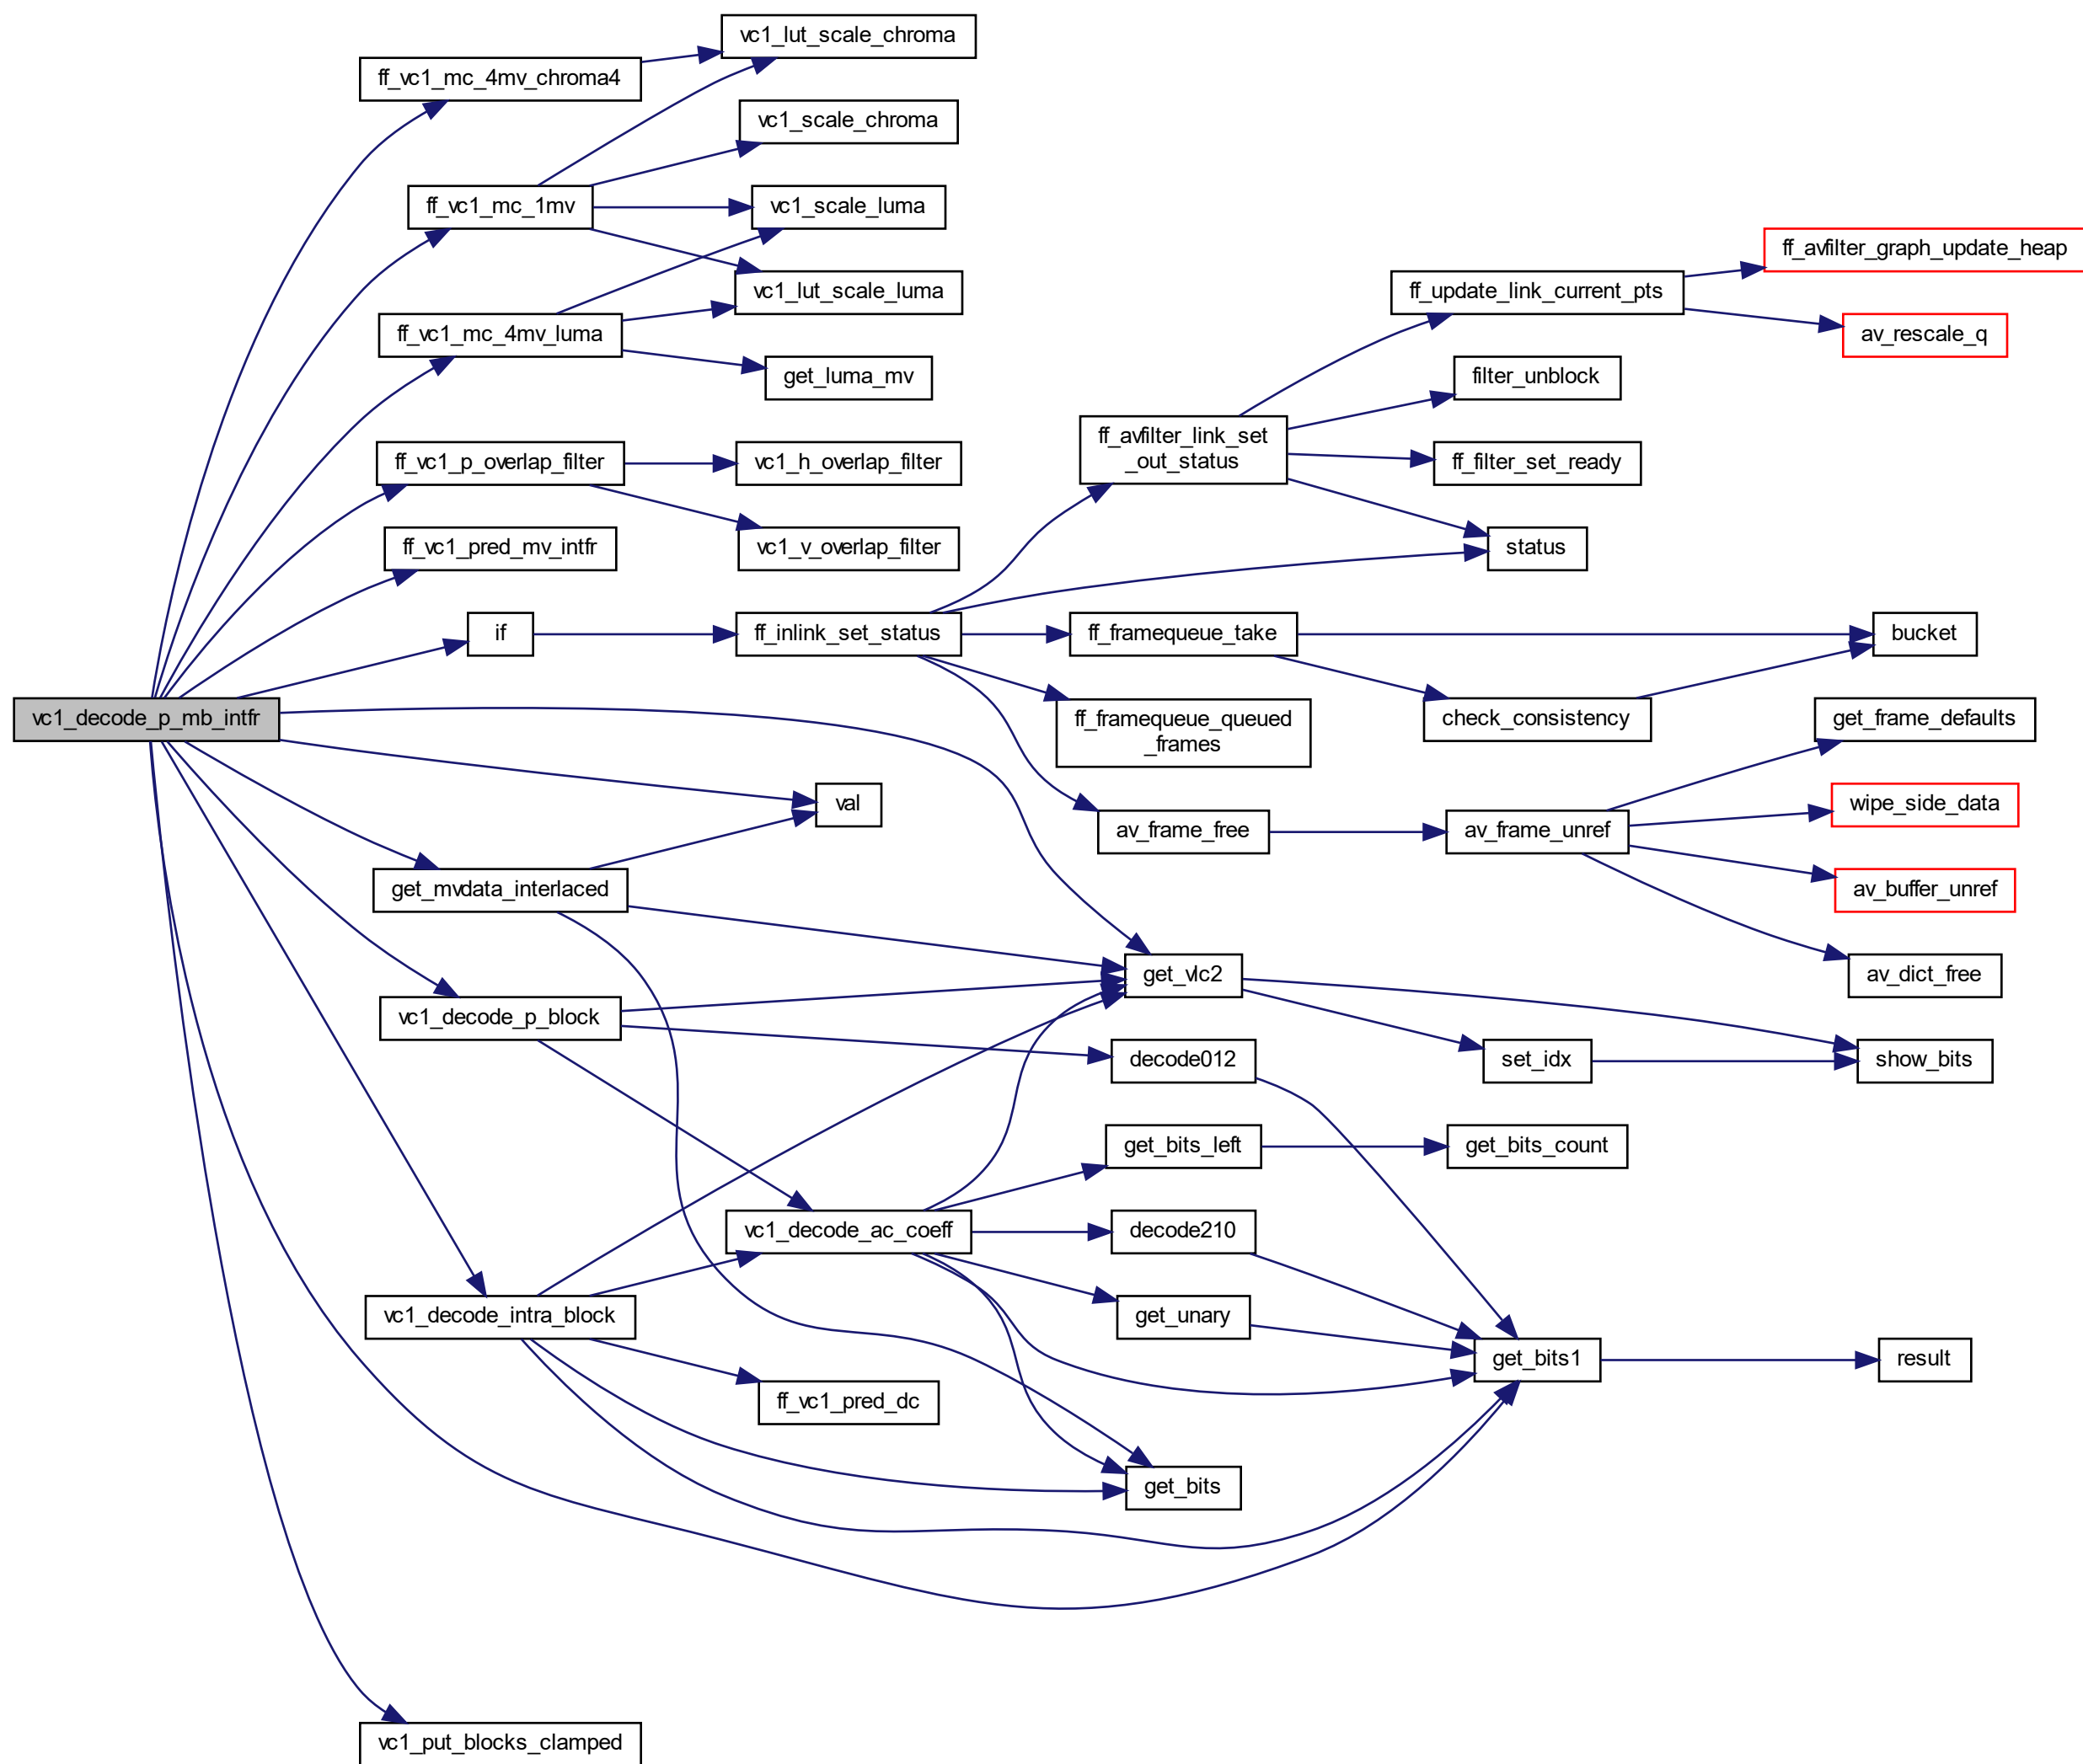 vc1_lut_scale_chroma
ff_vc1_mc_4mv_chroma4
vc1_scale_chroma
ff_vc1_mc_1mv
vc1_scale_luma
ff_avfilter_graph_update_heap
vc1_lut_scale_luma
ff_update_link_current_pts
ff_vc1_mc_4mv_luma
av_rescale_q
get_luma_mv
filter_unblock
ff_avfilter_link_set
_out_status
ff_vc1_p_overlap_filter
vc1_h_overlap_filter
ff_filter_set_ready
ff_vc1_pred_mv_intfr
vc1_v_overlap_filter
status
if
ff_inlink_set_status
ff_framequeue_take
bucket
vc1_decode_p_mb_intfr
ff_framequeue_queued
_frames
check_consistency
get_frame_defaults
val
av_frame_free
av_frame_unref
wipe_side_data
get_mvdata_interlaced
av_buffer_unref
get_vlc2
av_dict_free
vc1_decode_p_block
decode012
set_idx
show_bits
get_bits_left
get_bits_count
vc1_decode_ac_coeff
decode210
vc1_decode_intra_block
get_unary
get_bits1
result
ff_vc1_pred_dc
get_bits
vc1_put_blocks_clamped